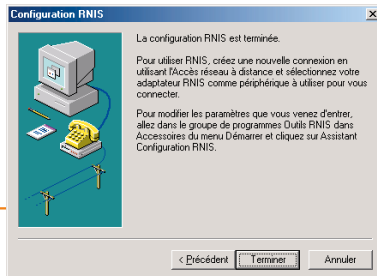 Configuration RNIS
La configuration RNIS est terminée.
Pour utiliser RNIS, créez une nouvelle connexion en
utilisant l'Accès réseau à distance et sélectionnez votre
adaptateur RNIS comme périphérique à utiliser pour vous
connecter.
Pour modifier les paramètres que vous venez d'entrer,
allez dans le groupe de programmes Outils RNIS dans
Accessoires du menu Démarrer et cliquez sur Assistant
Configuration RNIS.
< Précédent Terminer Annuler